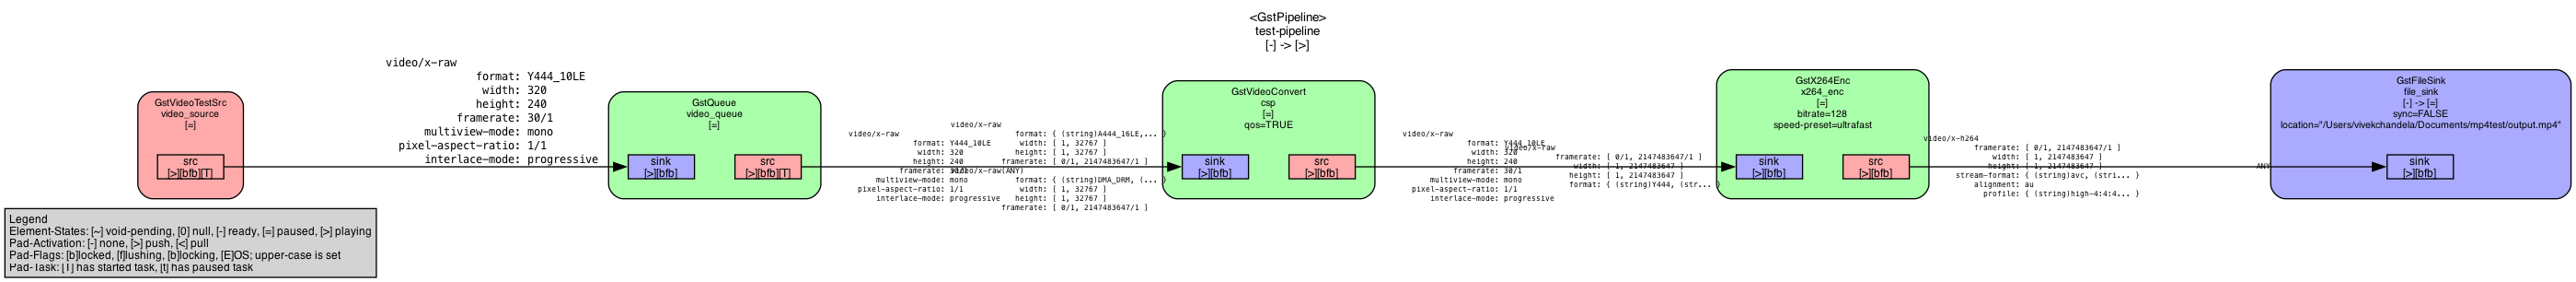 <GstPipeline>
test-pipeline
[-] -> [>]
GstVideoTestSrc
video_source
[=]
src
[>][bfb][T]
video/x-raw
format: Y444_10LE
width: 320
height: 240
framerate: 30/1
multiview-mode: mono
pixel-aspect-ratio: 1/1
interlace-mode: progressive
GstQueue
video_queue
[=]
sink
[>][bfb]
src
[>][bfb][T]
video/x-raw
format: Y444_10LE
width: 320
height: 240
framerate: 30/1
multiview-mode: mono
pixel-aspect-ratio: 1/1
interlace-mode: progressive
video/x-raw
format: { (string)A444_16LE,... }
width: [ 1, 32767 ]
height: [ 1, 32767 ]
framerate: [ 0/1, 2147483647/1 ]
video/x-raw(ANY)
format: { (string)DMA_DRM, (... }
width: [ 1, 32767 ]
height: [ 1, 32767 ]
framerate: [ 0/1, 2147483647/1 ]
GstVideoConvert
csp
[=]
qos=TRUE
sink
[>][bfb]
src
[>][bfb]
video/x-raw
format: Y444_10LE
width: 320
height: 240
framerate: 30/1
multiview-mode: mono
pixel-aspect-ratio: 1/1
interlace-mode: progressive
video/x-raw
framerate: [ 0/1, 2147483647/1 ]
width: [ 1, 2147483647 ]
height: [ 1, 2147483647 ]
format: { (string)Y444, (str... }
GstX264Enc
x264_enc
[=]
bitrate=128
speed-preset=ultrafast
sink
[>][bfb]
src
[>][bfb]
video/x-h264
framerate: [ 0/1, 2147483647/1 ]
width: [ 1, 2147483647 ]
height: [ 1, 2147483647 ]
stream-format: { (string)avc, (stri... }
alignment: au
profile: { (string)high-4:4:4... }
ANY
GstFileSink
file_sink
[-] -> [=]
sync=FALSE
location="/Users/vivekchandela/Documents/mp4test/output.mp4"
sink
[>][bfb]
Legend
Element-States: [~] void-pending, [0] null, [-] ready, [=] paused, [>] playing
Pad-Activation: [-] none, [>] push, [<] pull
Pad-Flags: [b]locked, [f]lushing, [b]locking, [E]OS; upper-case is set
Pad-Task: [T] has started task, [t] has paused task